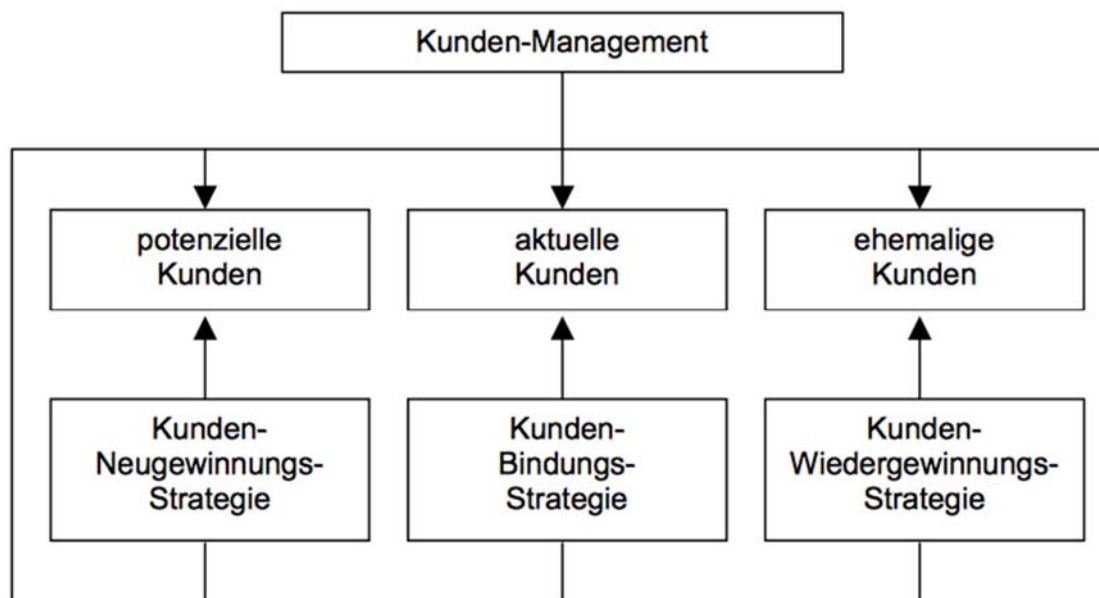 Kunden-Management
potenzielle
Kunden
aktuelle
Kunden
ehemalige
Kunden
Kunden-
Neugewinnungs-
Strategie
Kunden-
Bindungs-
Strategie
Kunden-
Wiedergewinnungs-
Strategie